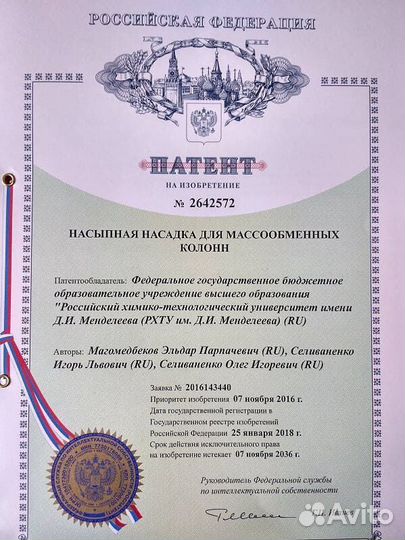 РОССИЙСКАЯ ФЕДЕРАЦИЯ
ПАТЕНТ
НА ИЗОБРЕТЕНИЕ
№ 2642572
НАСЫПНАЯ НАСАДКА ДЛЯ МАССООБМЕННЫХ
КОЛОНН
Патентообладатель: Федеральное государственное бюджетное
образовательное учреждение высшего образования
"Российский химико-технологический университет имени
Д.И. Менделеева (РХТУ им. Д.И. Менделеева) (RU)
Авторы: Магомедбеков Эльдар Парпачевич (RU), Селиваненко
Игорь Львович (RU), Селиваненко Олег Игоревич (RU)
Заявка № 2016143440
Приоритет изобретения 07 ноября 2016 г.
Дата государственной регистрации в
Государственном реестре изобретений
Российской Федерации 25 января 2018 г.
Срок действия исключительного права
на изобретение истекает 07 ноября 2036 г.
Руководитель Федеральной службы
по интеллектуальной собственности
Avito